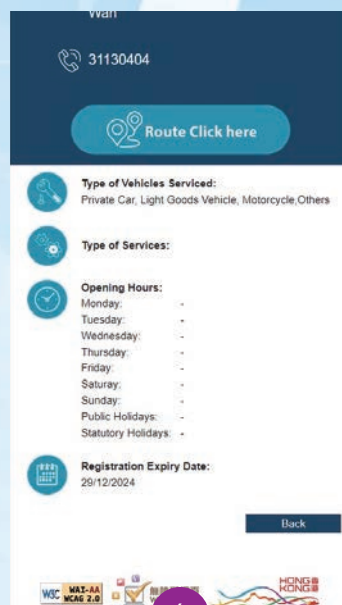 Wan
31130404
Route Click here
Type of Vehicles Serviced:
Private Car, Light Goods Vehicle, Motorcycle,Others
Type of Services:
Opening Hours:
Monday: -
Tuesday: -
Wednesday: -
Thursday: -
Friday: -
Saturay: -
Sunday: -
Public Holidays: -
Statutory Holidays: -
Registration Expiry Date:
29/12/2024
Back
W3C WAI-AA
WCAG 2.0
HONG
KONG